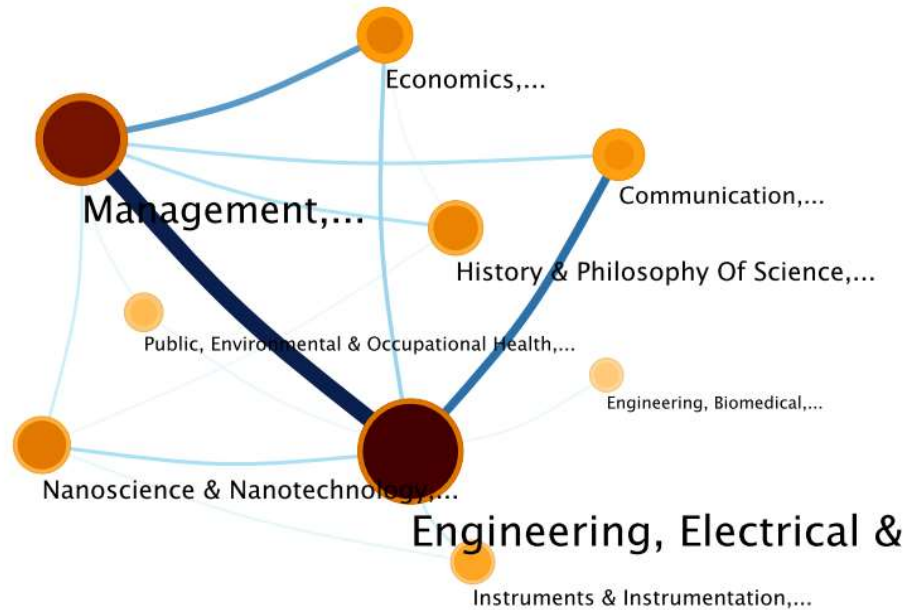 Economics,...
Communication,...
Management,...
History & Philosophy Of Science,...
Public, Environmental & Occupational Health,...
Engineering, Biomedical,...
Nanoscience & Nanotechnology,...
Engineering, Electrical &
Instruments & Instrumentation,...